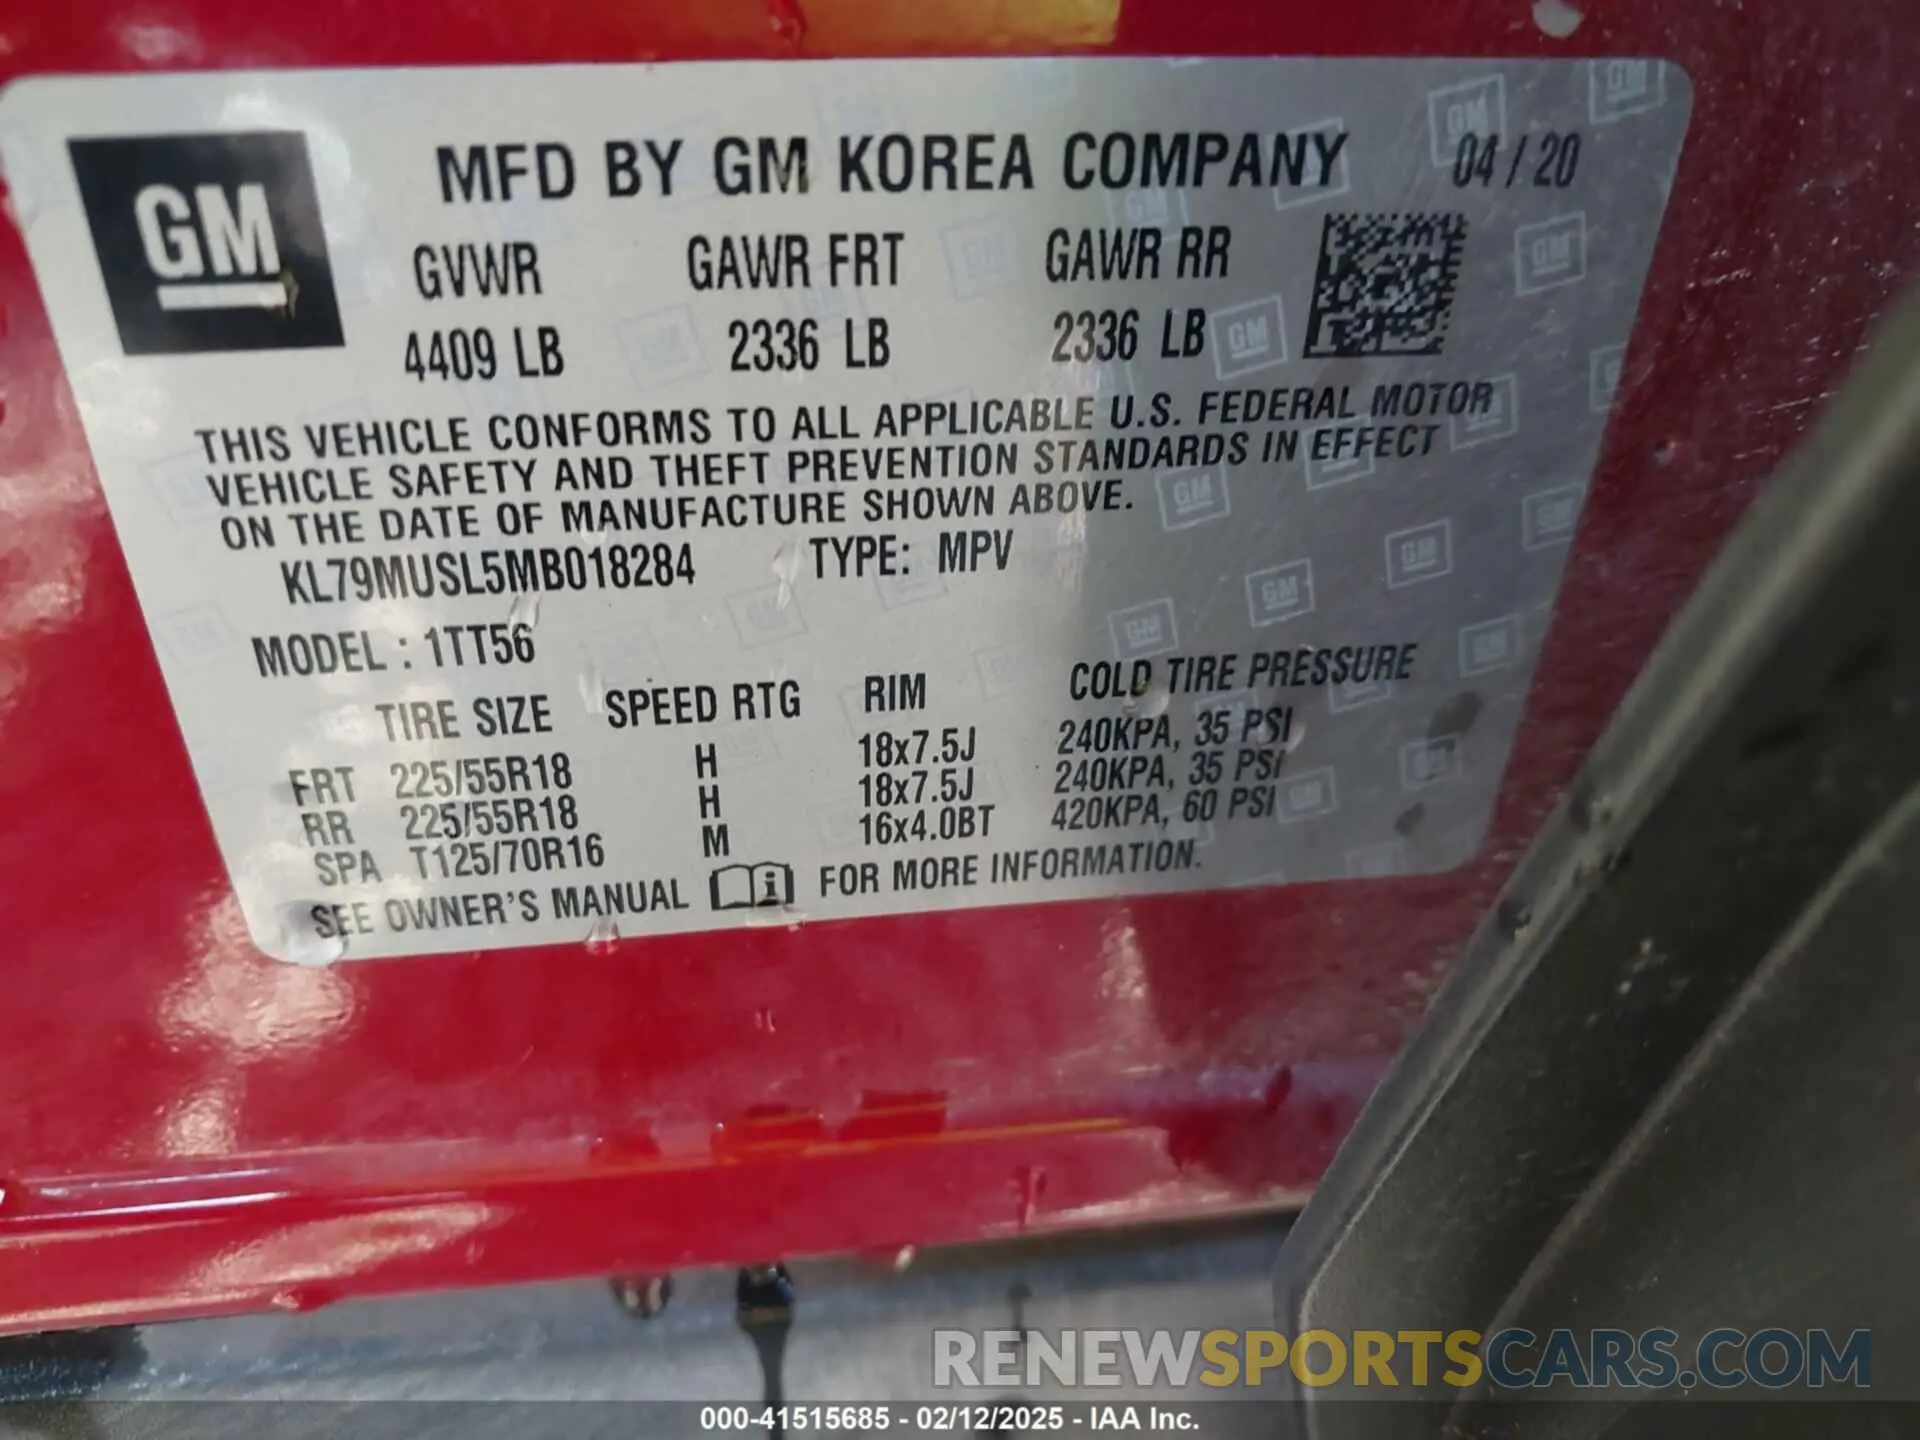 GM
MFD BY GM KOREA COMPANY 04 / 20
GVWR GAWR FRT GAWR RR
4409 LB 2336 LB 2336 LB
THIS VEHICLE CONFORMS TO ALL APPLICABLE U.S. FEDERAL MOTOR
VEHICLE SAFETY AND THEFT PREVENTION STANDARDS IN EFFECT
ON THE DATE OF MANUFACTURE SHOWN ABOVE.
KL79MUSL5MB018284 TYPE: MPV
MODEL : 1TT56
TIRE SIZE SPEED RTG RIM COLD TIRE PRESSURE
FRT 225/55R18 H 18x7.5J 240KPA, 35 PSI
RR 225/55R18 H 18x7.5J 240KPA, 35 PSI
SPA T125/70R16 M 16x4.0BT 420KPA, 60 PSI
SEE OWNER'S MANUAL FOR MORE INFORMATION.
RENEWSPORTSCARS.COM
000-41515685 - 02/12/2025 - IAA Inc.